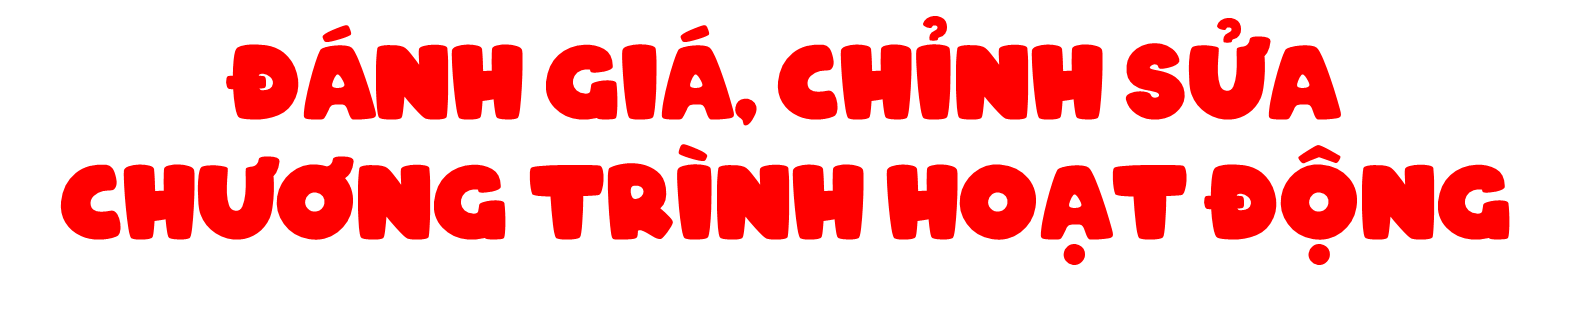 ĐÁNH GIÁ, CHỈNH SỬA
CHƯƠNG TRÌNH HOẠT ĐỘNG